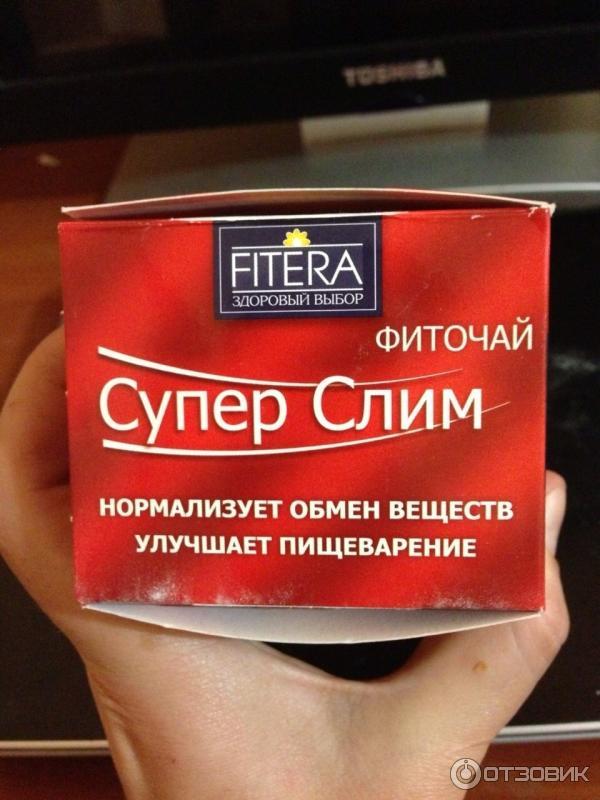 TOSHIBA
FITERA
ЗДОРОВЫЙ ВЫБОР
ФИТОЧАЙ
Супер Слим
НОРМАЛИЗУЕТ ОБМЕН ВЕЩЕСТВ
УЛУЧШАЕТ ПИЩЕВАРЕНИЕ
ОТЗОВИК